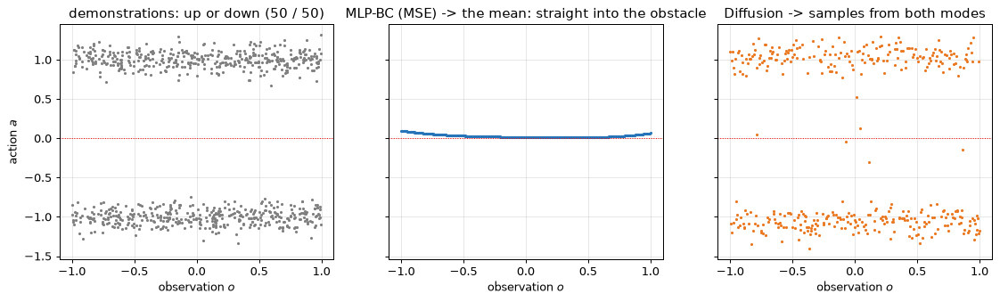 demonstrations: up or down (50 / 50)
MLP-BC (MSE) -> the mean: straight into the obstacle
Diffusion -> samples from both modes
action a
1.0
0.5
0.0
−0.5
−1.0
−1.5
−1.0 −0.5 0.0 0.5 1.0
−1.0 −0.5 0.0 0.5 1.0
−1.0 −0.5 0.0 0.5 1.0
observation o
observation o
observation o